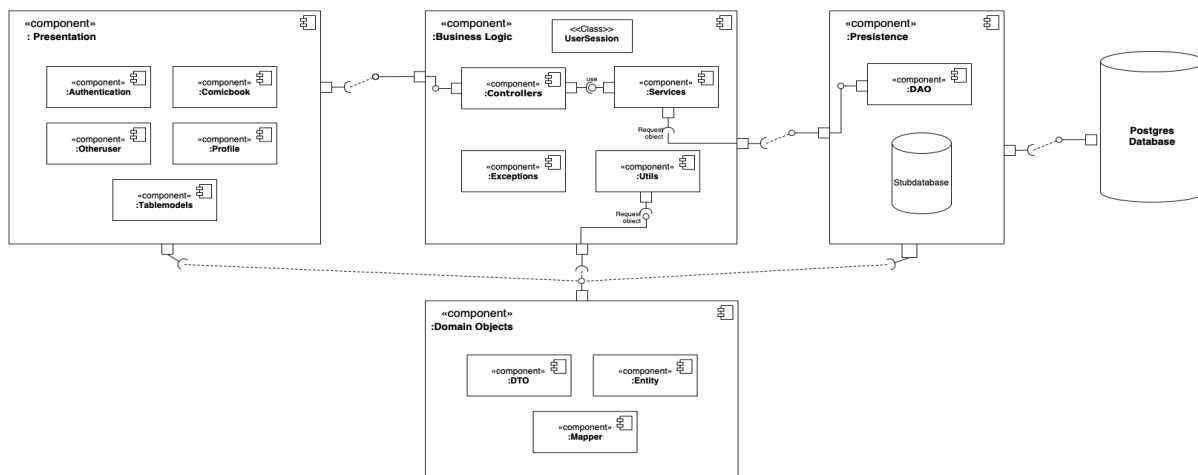 «component»
: Presentation
«component»
:Authentication
«component»
:Comicbook
«component»
:Otheruser
«component»
:Profile
«component»
:Tablemodels
«component»
:Business Logic
<<Class>>
UserSession
«component»
:Controllers
use
«component»
:Services
Request
object
«component»
:Exceptions
«component»
:Utils
Request
object
«component»
:Presistence
«component»
:DAO
Stubdatabase
Postgres
Database
«component»
:Domain Objects
«component»
:DTO
«component»
:Entity
«component»
:Mapper